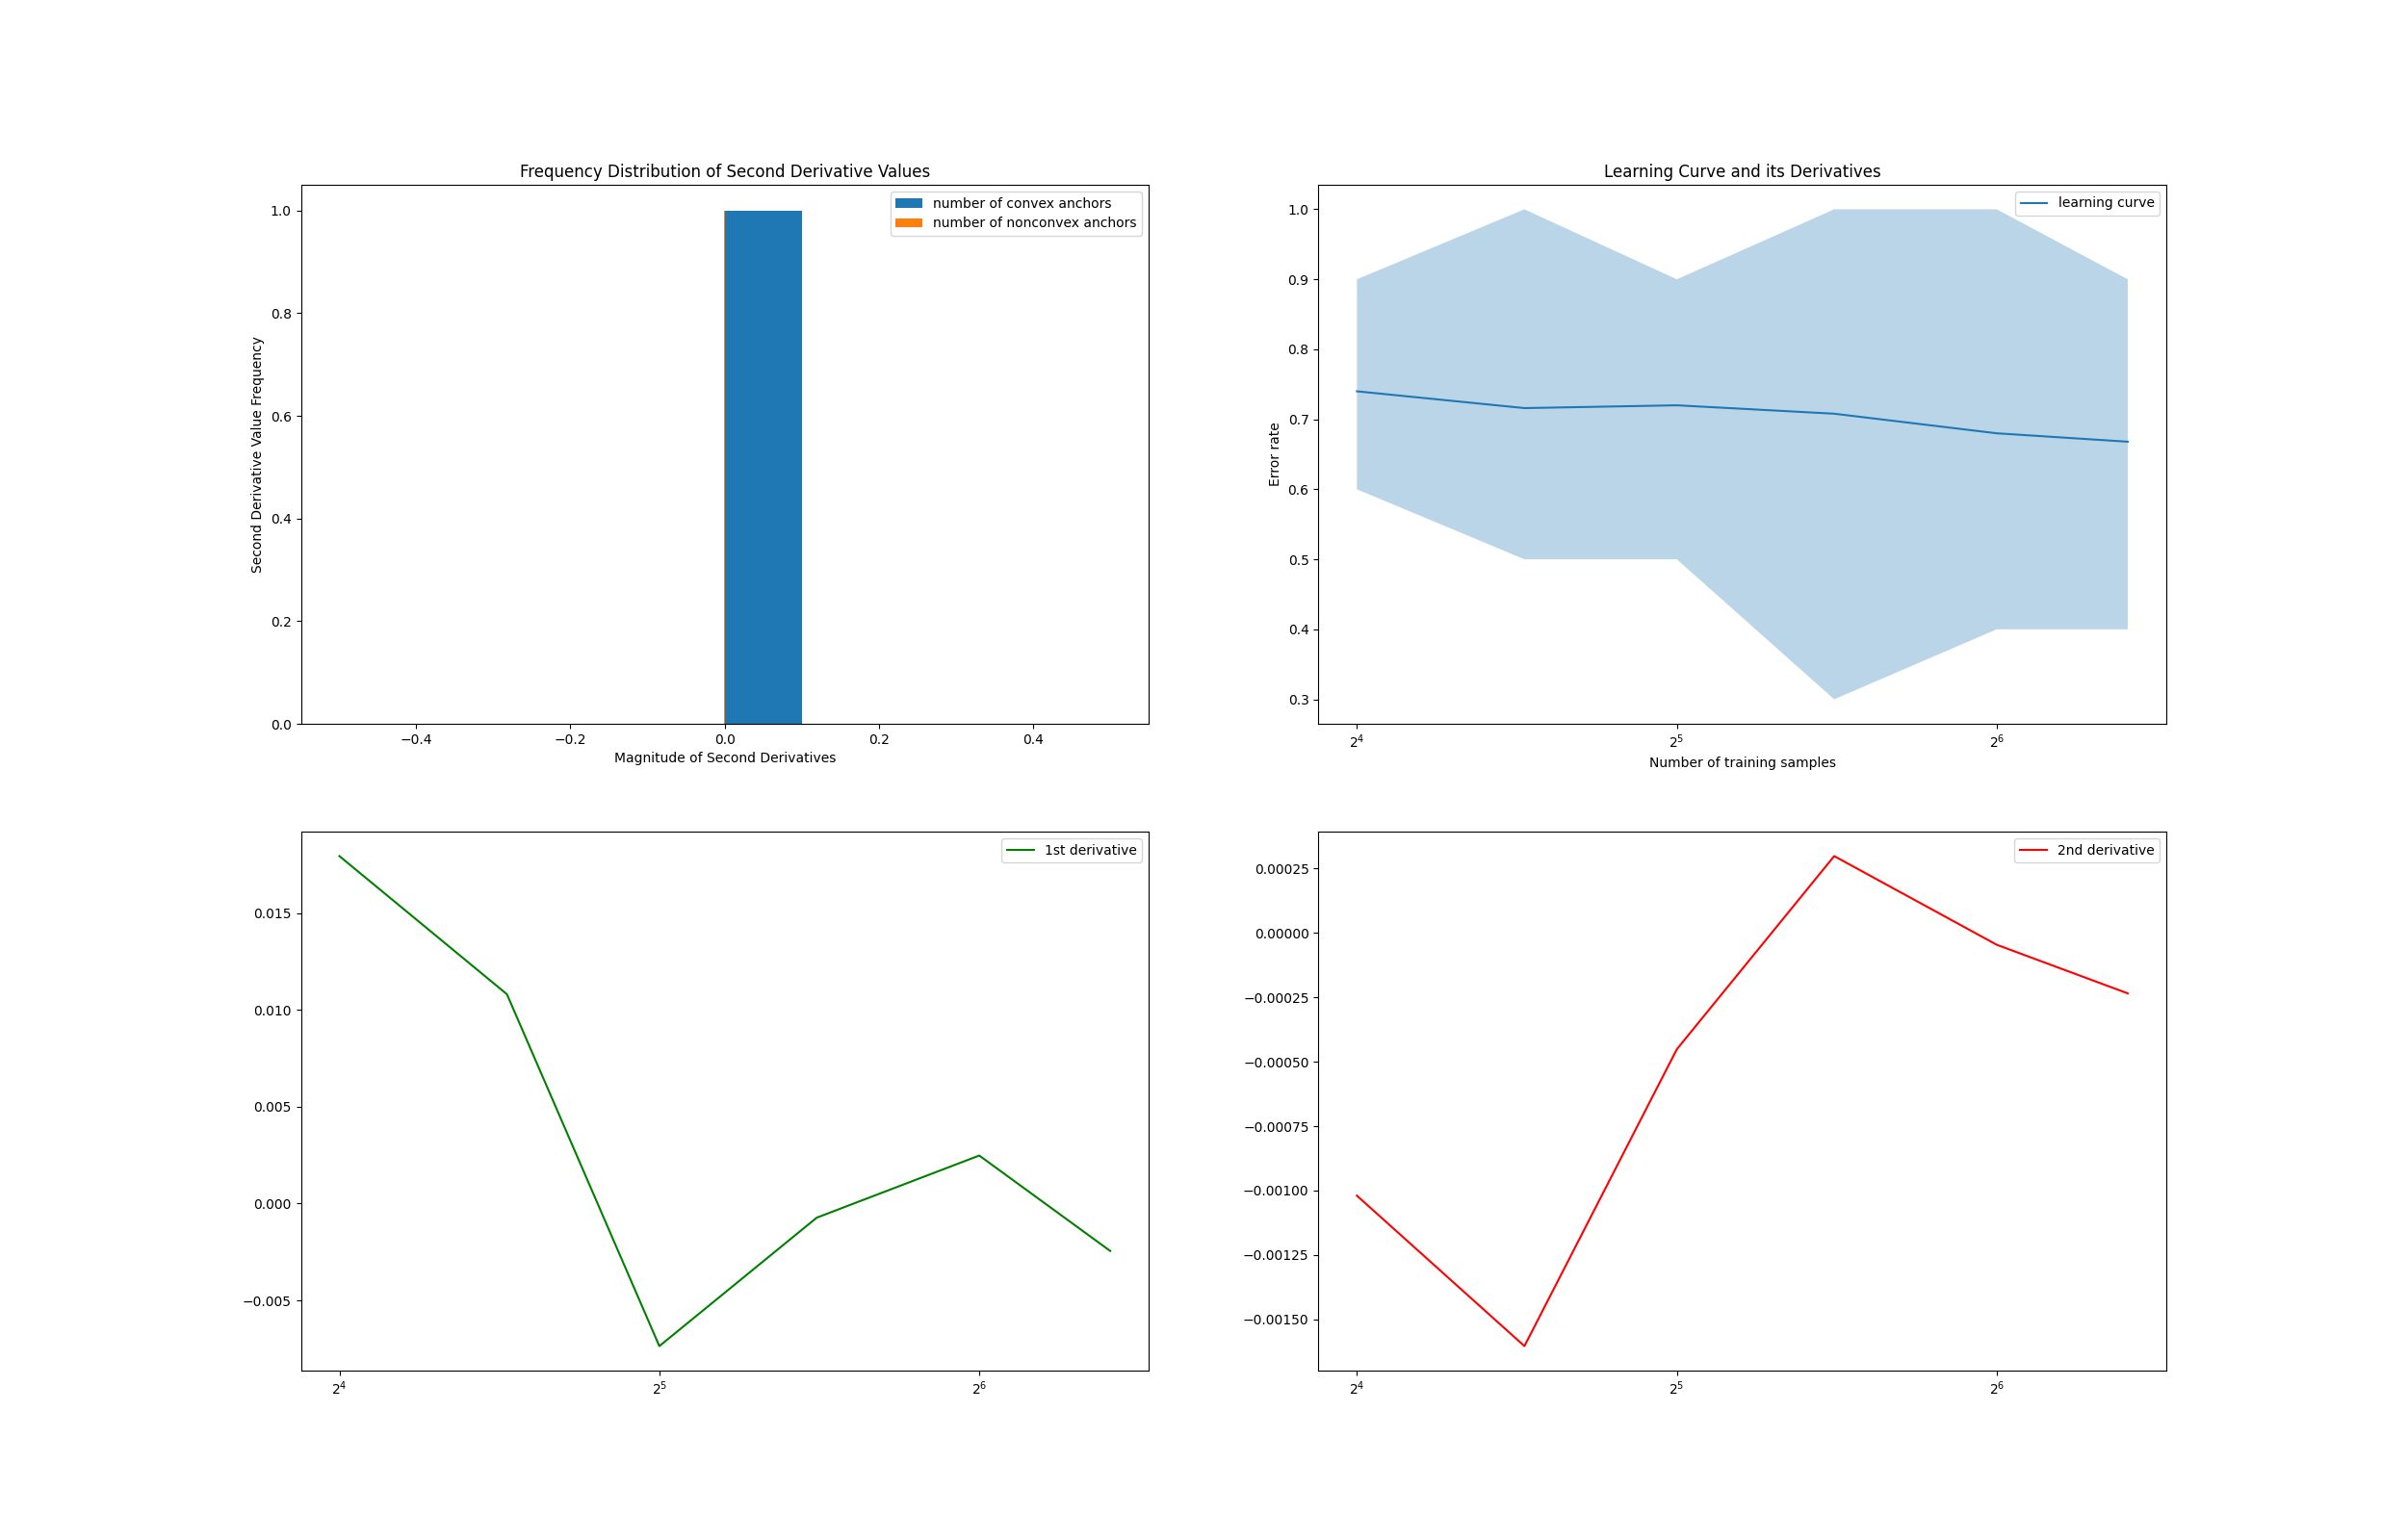 Frequency Distribution of Second Derivative Values
number of convex anchors
number of nonconvex anchors
Second Derivative Value Frequency
1.0
0.8
0.6
0.4
0.2
0.0
−0.4 −0.2 0.0 0.2 0.4
Magnitude of Second Derivatives
Learning Curve and its Derivatives
learning curve
Error rate
1.0
0.9
0.8
0.7
0.6
0.5
0.4
0.3
2⁴ 2⁵ 2⁶
Number of training samples
1st derivative
0.015
0.010
0.005
0.000
−0.005
2⁴ 2⁵ 2⁶
2nd derivative
0.00025
0.00000
−0.00025
−0.00050
−0.00075
−0.00100
−0.00125
−0.00150
2⁴ 2⁵ 2⁶